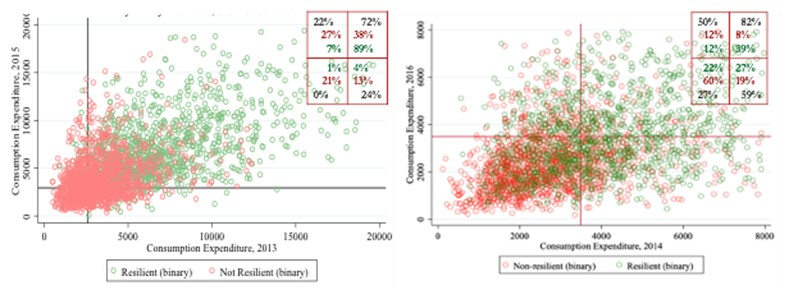 22% 72%
27% 38%
7% 89%
1% 4%
21% 13%
0% 24%
20000
15000
10000
5000
0
Consumption Expenditure, 2015
0 5000 10000 15000 20000
Consumption Expenditure, 2013
Resilient (binary) Not Resilient (binary)
50% 82%
12% 8%
12% 39%
22% 27%
60% 19%
27% 59%
8000
6000
4000
2000
0
Consumption Expenditure, 2016
0 2000 4000 6000 8000
Consumption Expenditure, 2014
Non-resilient (binary) Resilient (binary)